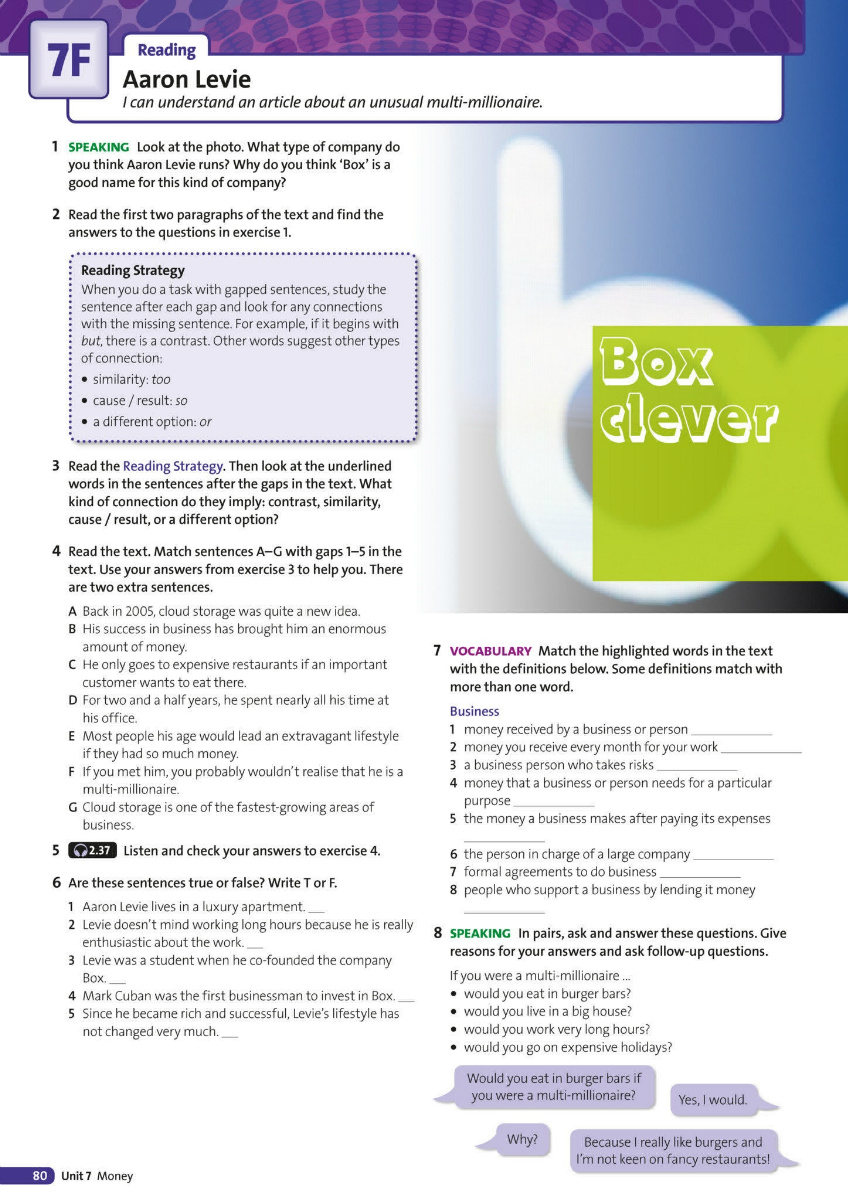 7F
Reading
Aaron Levie
I can understand an article about an unusual multi-millionaire.
1 SPEAKING Look at the photo. What type of company do
you think Aaron Levie runs? Why do you think ‘Box’ is a
good name for this kind of company?
2 Read the first two paragraphs of the text and find the
answers to the questions in exercise 1.
Reading Strategy
When you do a task with gapped sentences, study the
sentence after each gap and look for any connections
with the missing sentence. For example, if it begins with
but, there is a contrast. Other words suggest other types
of connection:
• similarity: too
• cause / result: so
• a different option: or
3 Read the Reading Strategy. Then look at the underlined
words in the sentences after the gaps in the text. What
kind of connection do they imply: contrast, similarity,
cause / result, or a different option?
4 Read the text. Match sentences A–G with gaps 1–5 in the
text. Use your answers from exercise 3 to help you. There
are two extra sentences.
A Back in 2005, cloud storage was quite a new idea.
B His success in business has brought him an enormous
amount of money.
C He only goes to expensive restaurants if an important
customer wants to eat there.
D For two and a half years, he spent nearly all his time at
his office.
E Most people his age would lead an extravagant lifestyle
if they had so much money.
F If you met him, you probably wouldn’t realise that he is a
multi-millionaire.
G Cloud storage is one of the fastest-growing areas of
business.
5 2.37 Listen and check your answers to exercise 4.
6 Are these sentences true or false? Write T or F.
1 Aaron Levie lives in a luxury apartment. __
2 Levie doesn’t mind working long hours because he is really
enthusiastic about the work. __
3 Levie was a student when he co-founded the company
Box. __
4 Mark Cuban was the first businessman to invest in Box. __
5 Since he became rich and successful, Levie’s lifestyle has
not changed very much. __
b
Box
clever
7 VOCABULARY Match the highlighted words in the text
with the definitions below. Some definitions match with
more than one word.
Business
1 money received by a business or person ____________
2 money you receive every month for your work ____________
3 a business person who takes risks ____________
4 money that a business or person needs for a particular
purpose ____________
5 the money a business makes after paying its expenses
____________
6 the person in charge of a large company ____________
7 formal agreements to do business ____________
8 people who support a business by lending it money
____________
8 SPEAKING In pairs, ask and answer these questions. Give
reasons for your answers and ask follow-up questions.
If you were a multi-millionaire ...
• would you eat in burger bars?
• would you live in a big house?
• would you work very long hours?
• would you go on expensive holidays?
Would you eat in burger bars if
you were a multi-millionaire?
Yes, I would.
Why?
Because I really like burgers and
I’m not keen on fancy restaurants!
80 Unit 7 Money